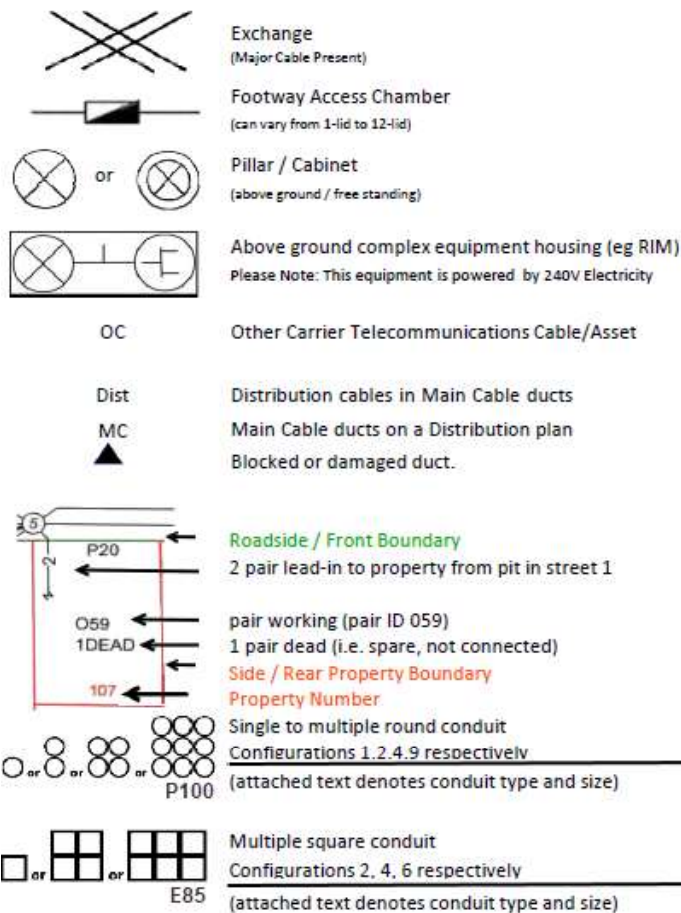 Exchange
(Major Cable Present)
Footway Access Chamber
(can vary from 1-lid to 12-lid)
or
Pillar / Cabinet
(above ground / free standing)
Above ground complex equipment housing (eg RIM)
Please Note: This equipment is powered by 240V Electricity
OC Other Carrier Telecommunications Cable/Asset
Dist Distribution cables in Main Cable ducts
MC Main Cable ducts on a Distribution plan
Blocked or damaged duct.
5
Roadside / Front Boundary
P20
2
2 pair lead-in to property from pit in street 1
O59 pair working (pair ID 059)
1DEAD 1 pair dead (i.e. spare, not connected)
Side / Rear Property Boundary
107 Property Number
Single to multiple round conduit
Configurations 1.2.4.9 respectively
or or or
P100 (attached text denotes conduit type and size)
Multiple square conduit
or or Configurations 2, 4, 6 respectively
E85 (attached text denotes conduit type and size)